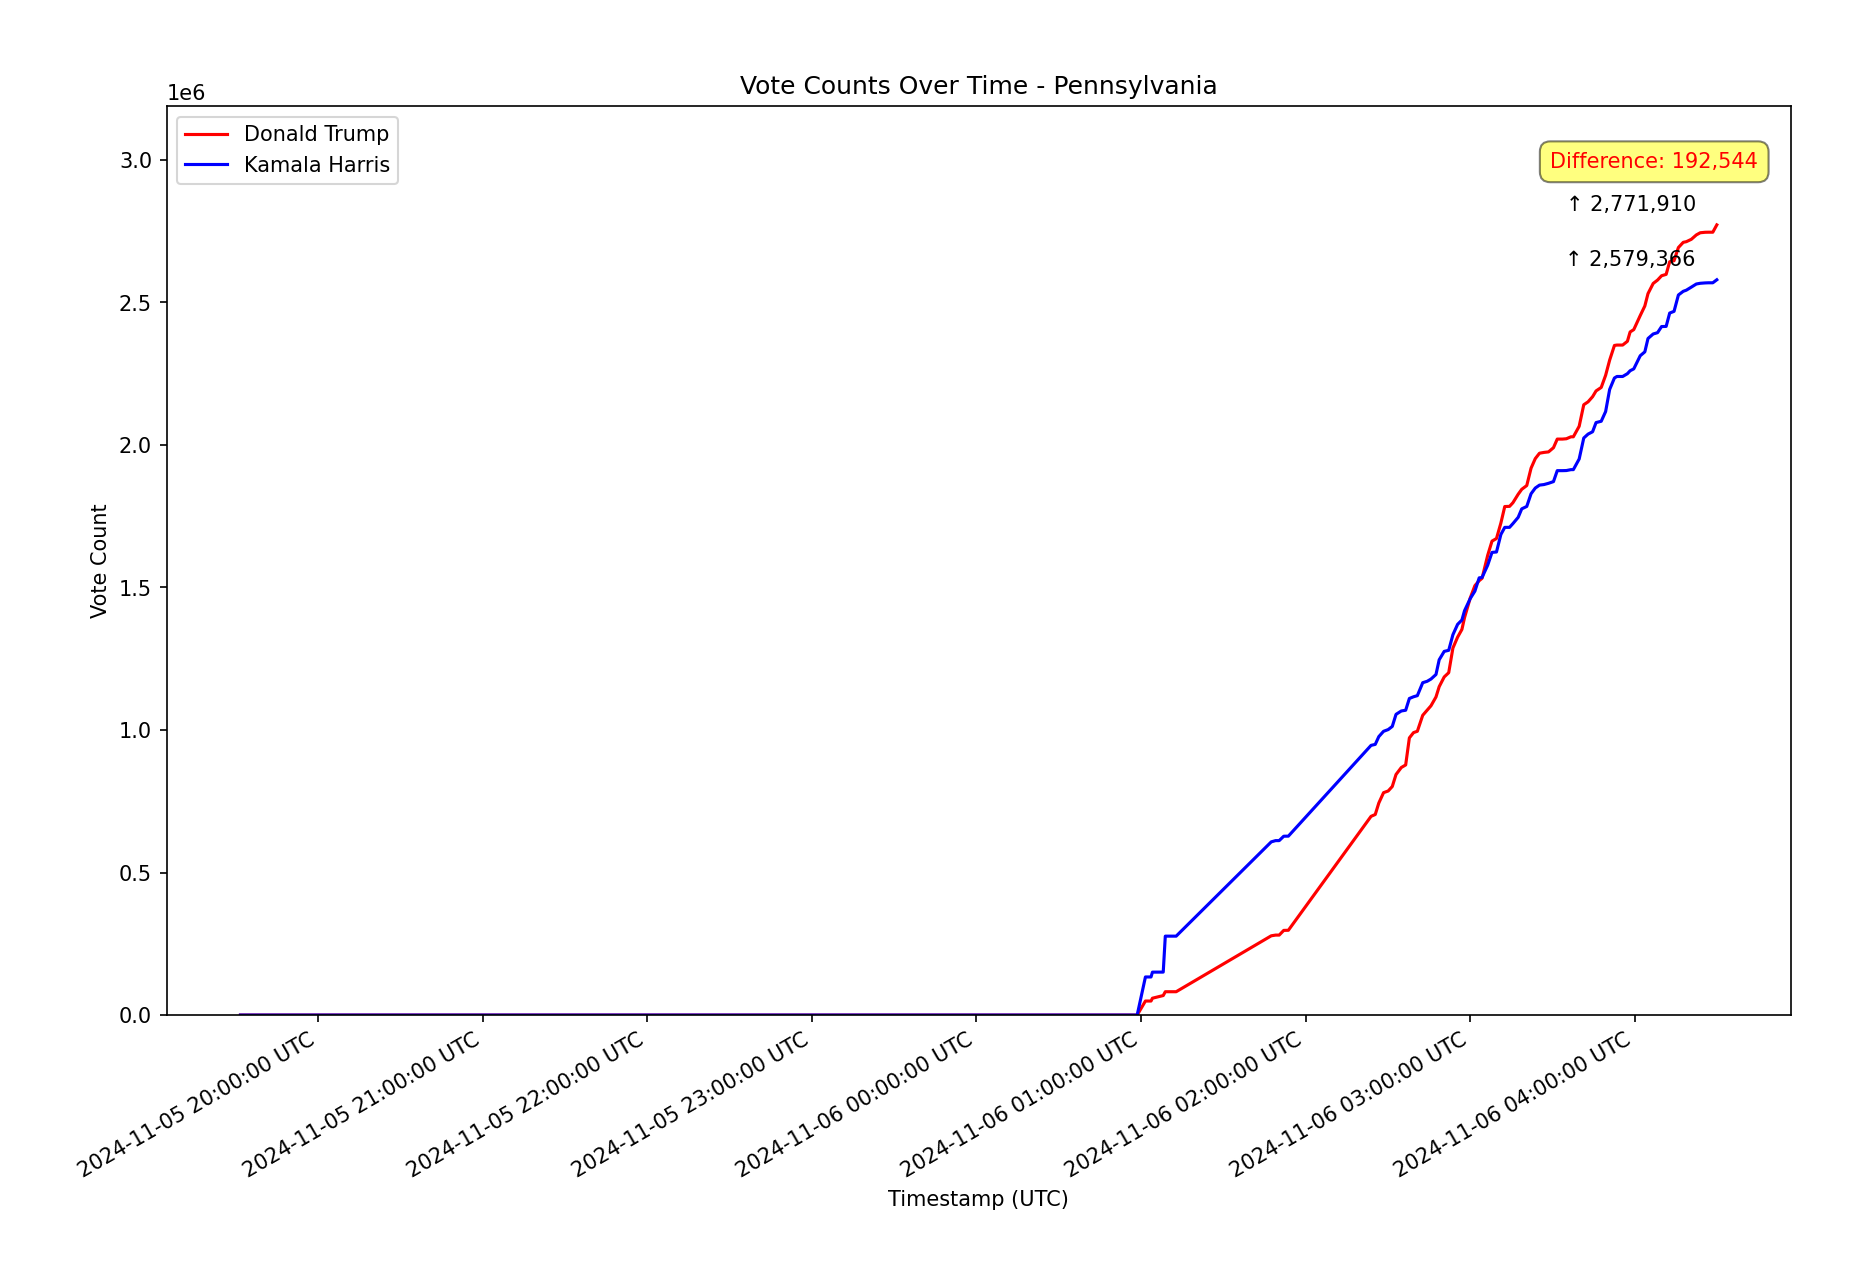 Vote Counts Over Time - Pennsylvania
1e6
Donald Trump
Kamala Harris
Difference: 192,544
↑ 2,771,910
↑ 2,579,366
3.0
2.5
2.0
1.5
1.0
0.5
0.0
Vote Count
2024-11-05 20:00:00 UTC
2024-11-05 21:00:00 UTC
2024-11-05 22:00:00 UTC
2024-11-05 23:00:00 UTC
2024-11-06 00:00:00 UTC
2024-11-06 01:00:00 UTC
2024-11-06 02:00:00 UTC
2024-11-06 03:00:00 UTC
2024-11-06 04:00:00 UTC
Timestamp (UTC)